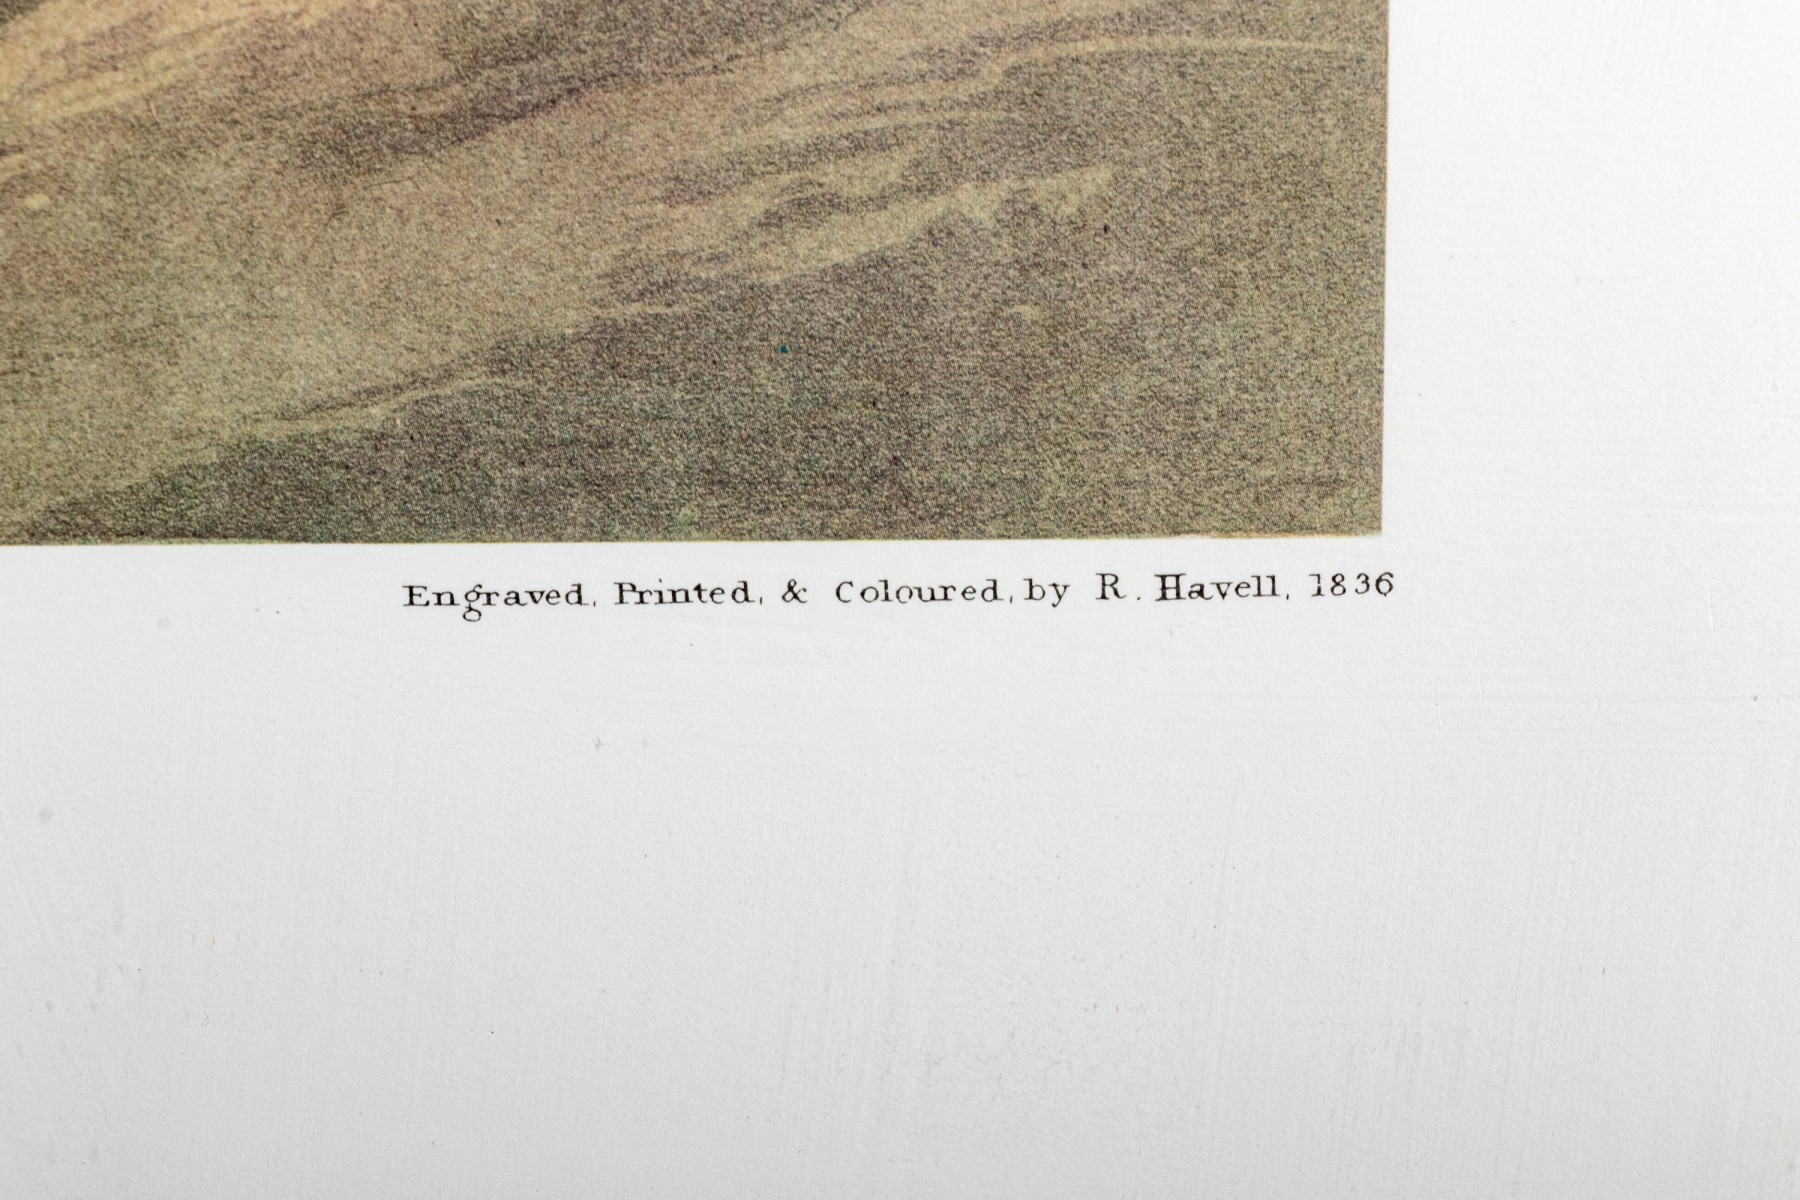 Engraved, Printed, & Coloured, by R. Havell, 1836